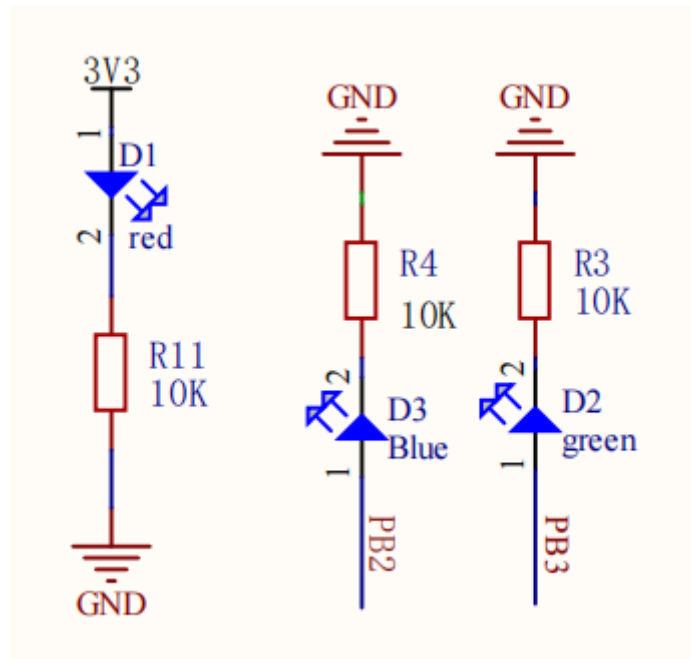 3V3
1
D1
2
red
R11
10K
GND
GND
R4
10K
2
D3
Blue
1
PB2
GND
R3
10K
2
D2
green
1
PB3